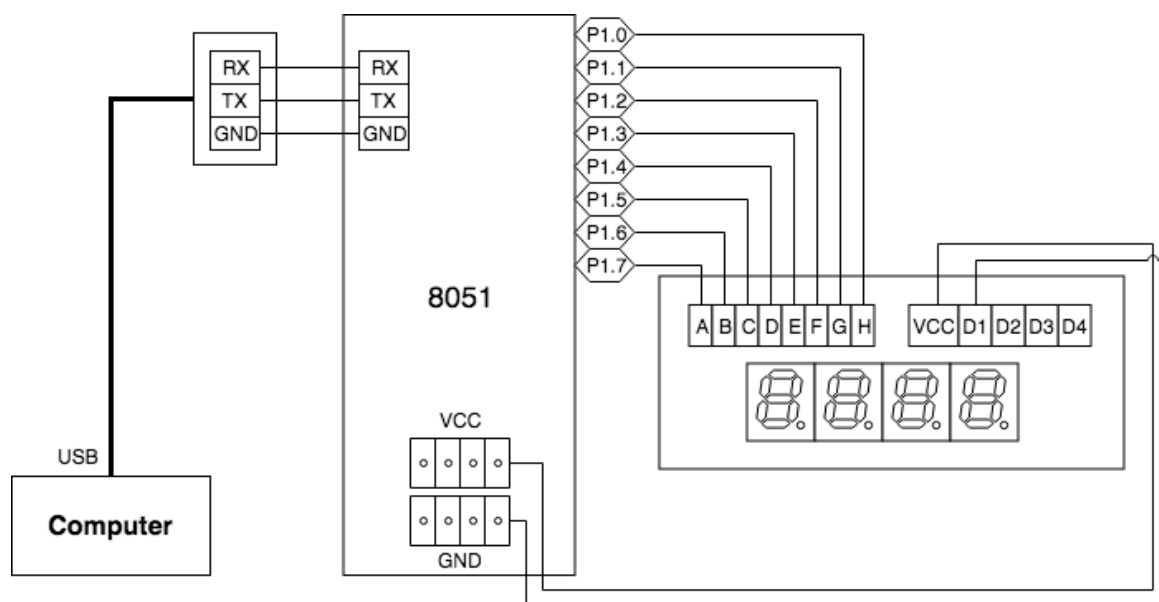 P1.0
P1.1
P1.2
P1.3
P1.4
P1.5
P1.6
P1.7
RX RX
TX TX
GND GND
8051
A B C D E F G H VCC D1 D2 D3 D4
VCC
GND
USB
Computer